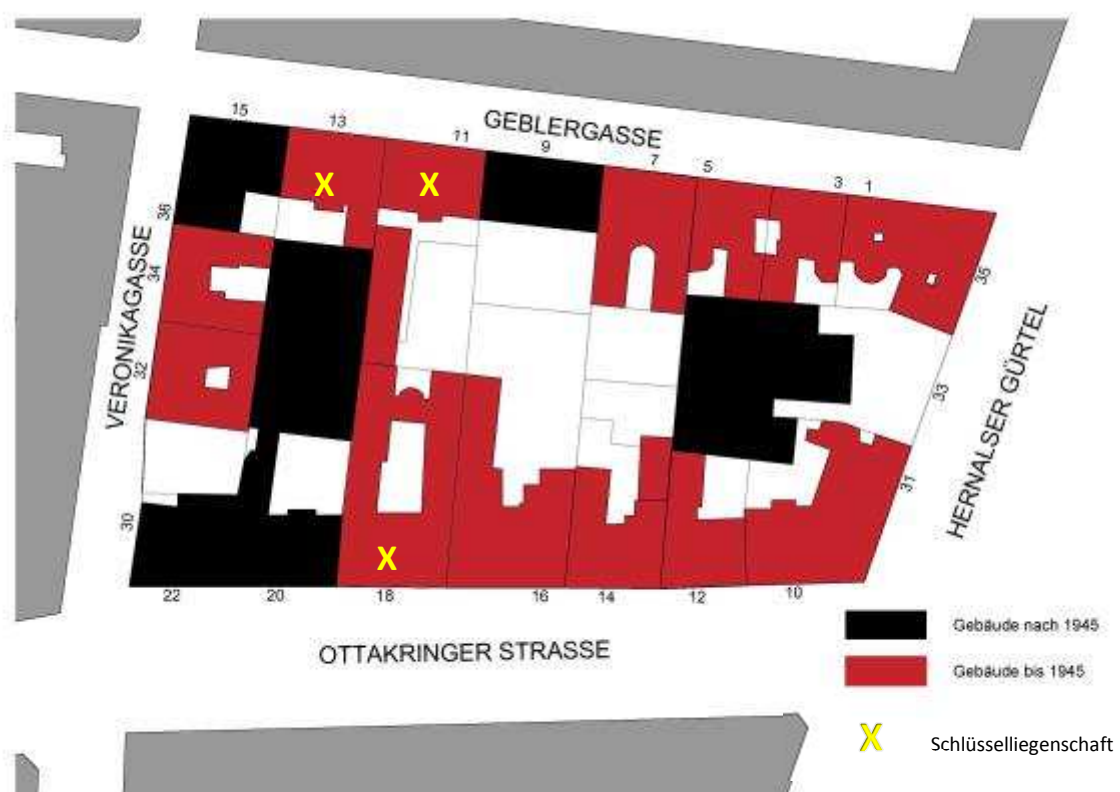 GEBLERGASSE
15
13
11
9
7
5
3
1
X
X
VERONIKAGASSE
36
34
32
30
HERNALSER GÜRTEL
35
33
31
X
22
20
18
16
14
12
10
OTTAKRINGER STRASSE
Gebäude nach 1945
Gebäude bis 1945
X Schlüsselliegenschaft